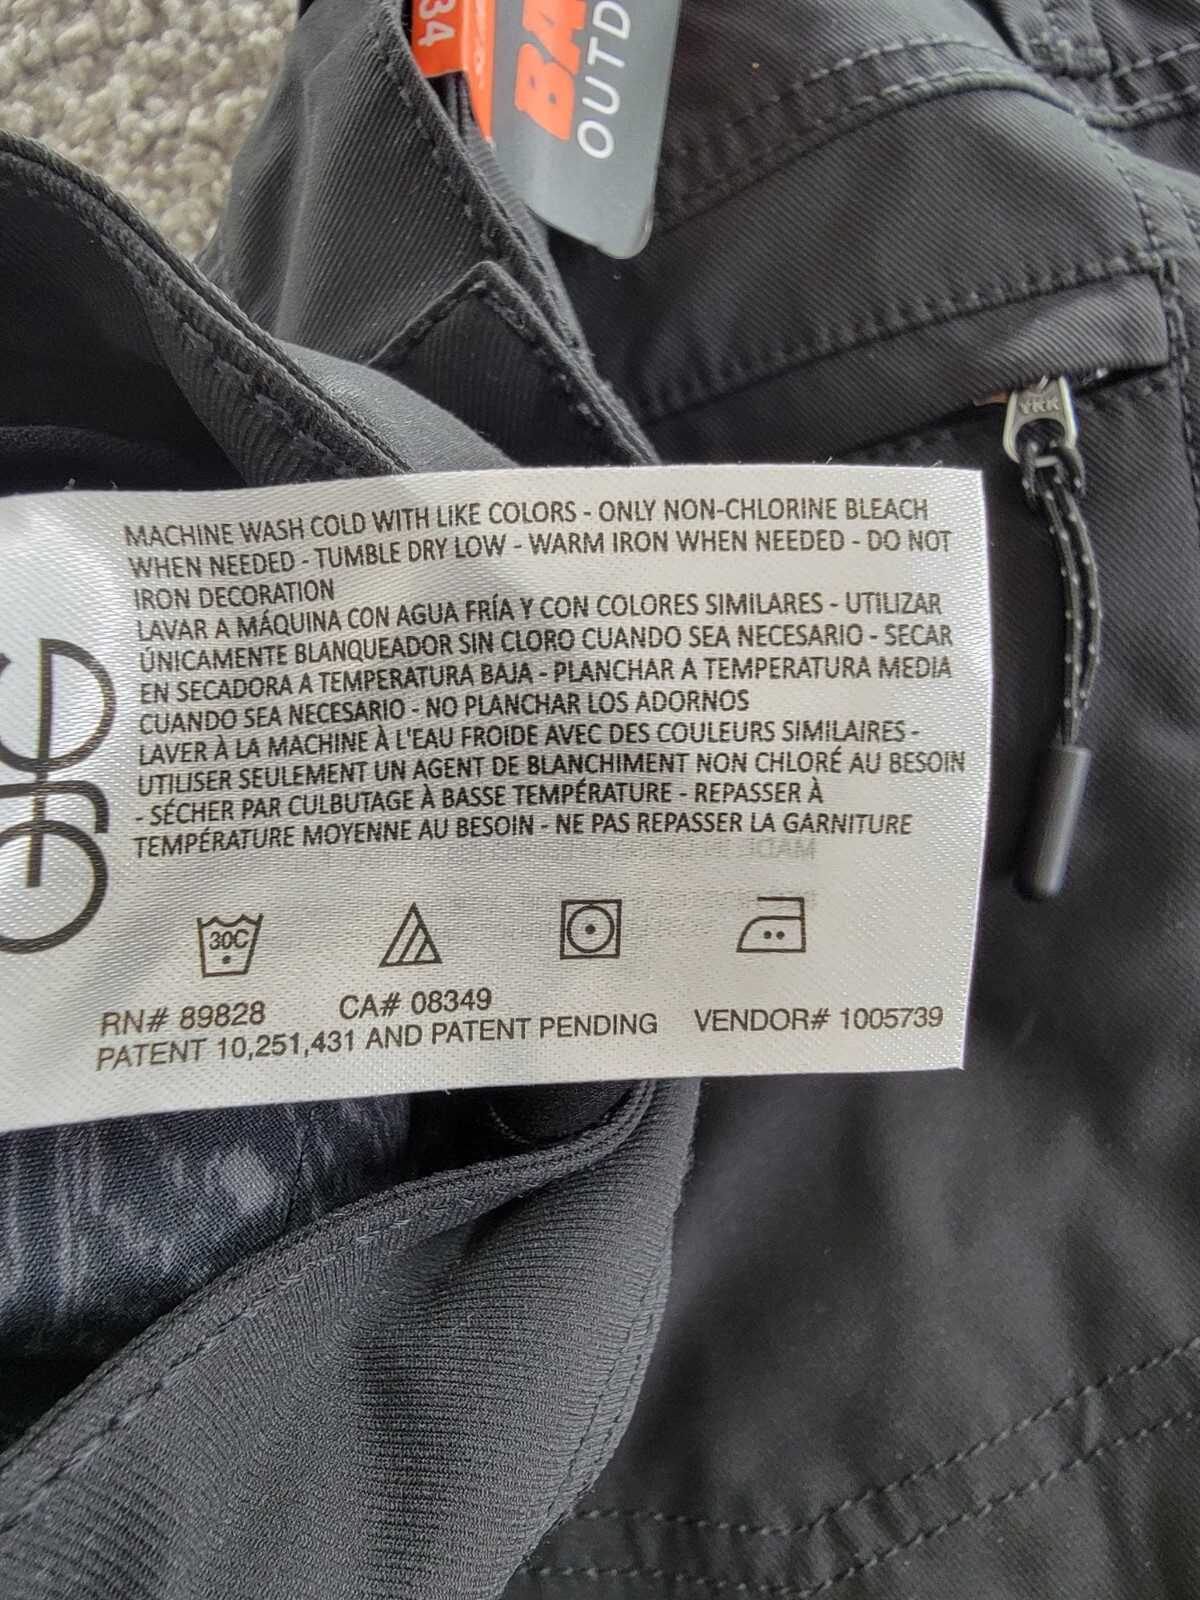 34
BA
OUTD
YKK
MACHINE WASH COLD WITH LIKE COLORS - ONLY NON-CHLORINE BLEACH
WHEN NEEDED - TUMBLE DRY LOW - WARM IRON WHEN NEEDED - DO NOT
IRON DECORATION
LAVAR A MÁQUINA CON AGUA FRÍA Y CON COLORES SIMILARES - UTILIZAR
ÚNICAMENTE BLANQUEADOR SIN CLORO CUANDO SEA NECESARIO - SECAR
EN SECADORA A TEMPERATURA BAJA - PLANCHAR A TEMPERATURA MEDIA
CUANDO SEA NECESARIO - NO PLANCHAR LOS ADORNOS
LAVER À LA MACHINE À L'EAU FROIDE AVEC DES COULEURS SIMILAIRES -
UTILISER SEULEMENT UN AGENT DE BLANCHIMENT NON CHLORÉ AU BESOIN
- SÉCHER PAR CULBUTAGE À BASSE TEMPÉRATURE - REPASSER À
TEMPÉRATURE MOYENNE AU BESOIN - NE PAS REPASSER LA GARNITURE
30C
RN# 89828 CA# 08349
PATENT 10,251,431 AND PATENT PENDING VENDOR# 1005739